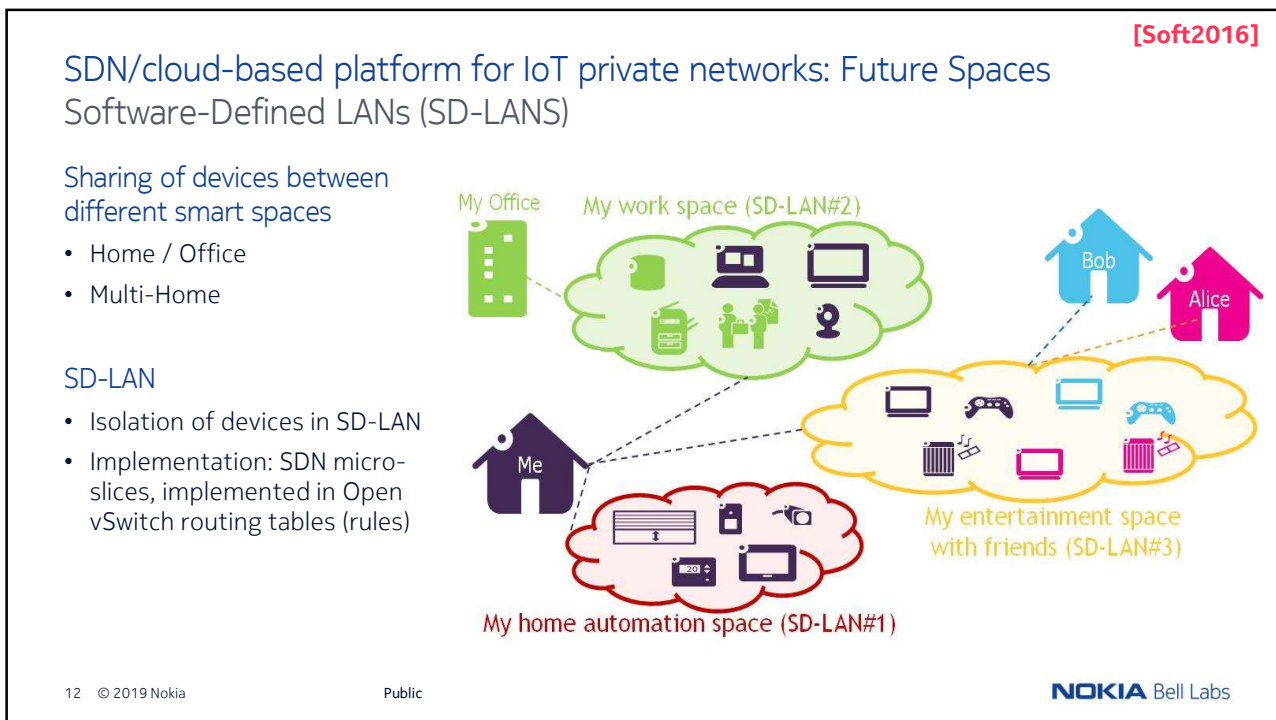 [Soft2016]
SDN/cloud-based platform for IoT private networks: Future Spaces
Software-Defined LANs (SD-LANS)
Sharing of devices between
different smart spaces
• Home / Office
• Multi-Home
SD-LAN
• Isolation of devices in SD-LAN
• Implementation: SDN micro-
slices, implemented in Open
vSwitch routing tables (rules)
My Office
My work space (SD-LAN#2)
Bob
Alice
Me
20
My entertainment space
with friends (SD-LAN#3)
My home automation space (SD-LAN#1)
12 © 2019 Nokia
Public
NOKIA Bell Labs